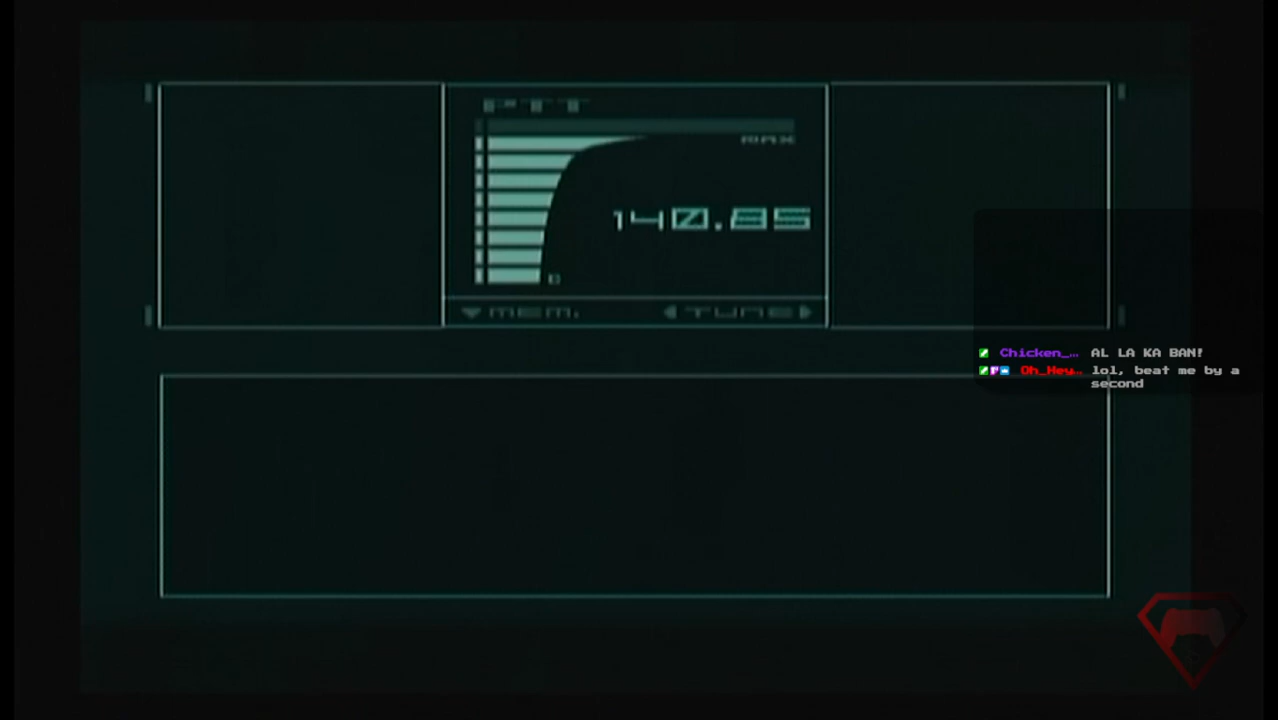 PTT
MAX
140.85
0
MEM.
TUNE
Chicken_… AL LA KA BAN!
Oh_Hey… lol, beat me by a
second